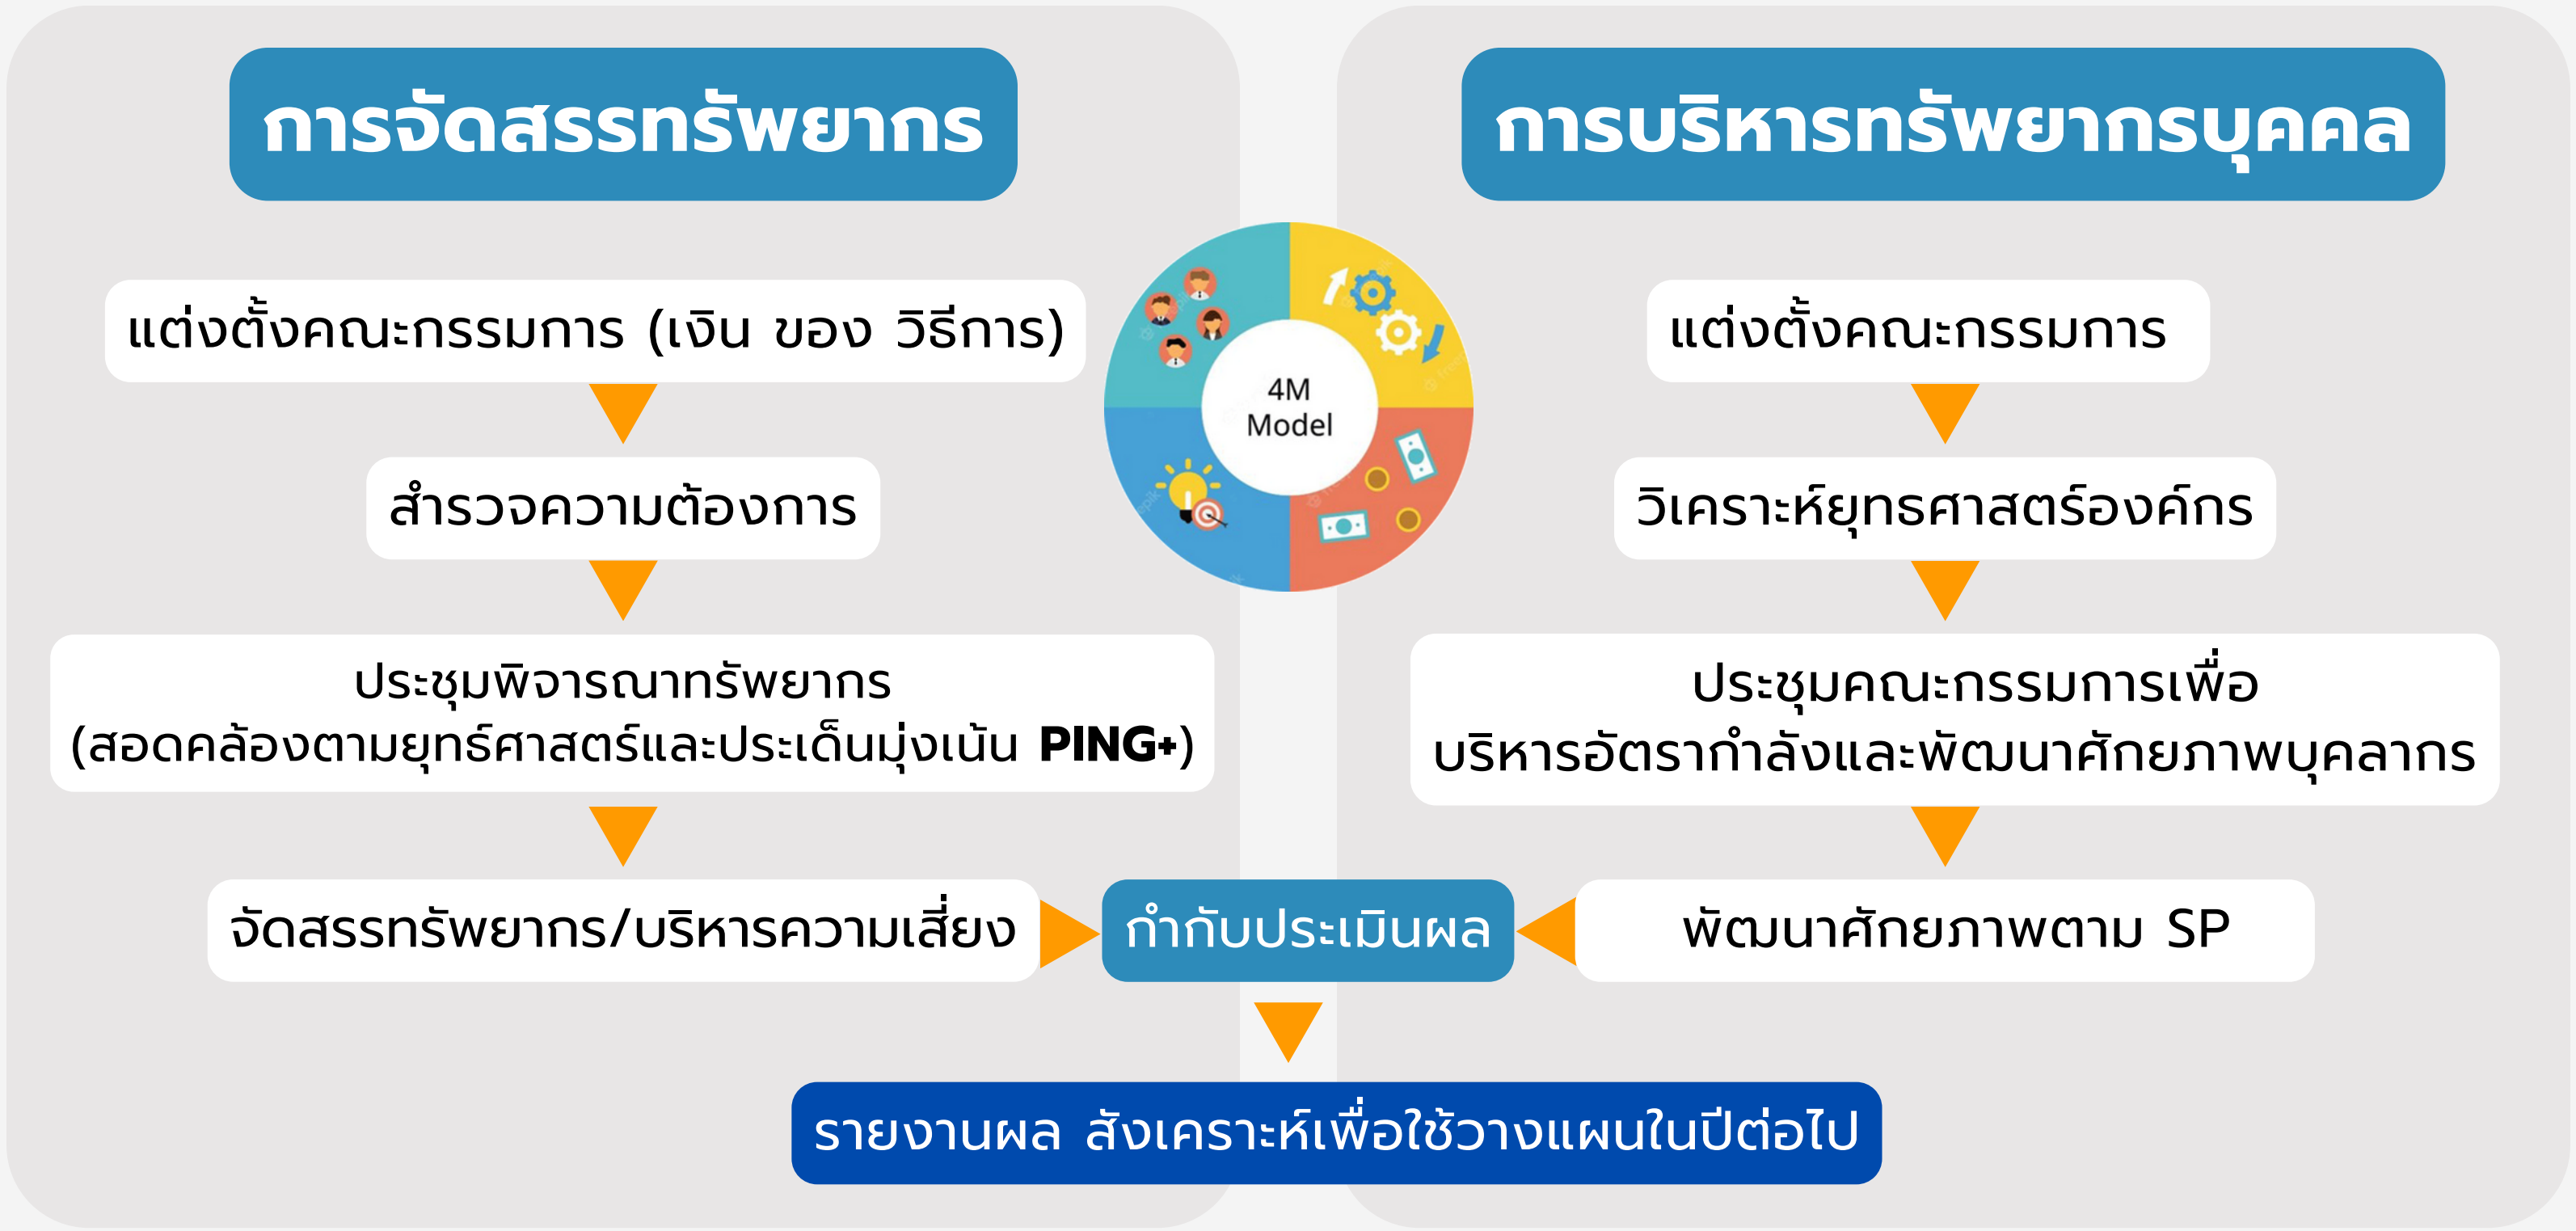 การจัดสรรทรัพยากร
แต่งตั้งคณะกรรมการ (เงิน ของ วิธีการ)
สำรวจความต้องการ
ประชุมพิจารณาทรัพยากร
(สอดคล้องตามยุทธ์ศาสตร์และประเด็นมุ่งเน้น PING+)
จัดสรรทรัพยากร/บริหารความเสี่ยง
4M
Model
การบริหารทรัพยากรบุคคล
แต่งตั้งคณะกรรมการ
วิเคราะห์ยุทธศาสตร์องค์กร
ประชุมคณะกรรมการเพื่อ
บริหารอัตรากำลังและพัฒนาศักยภาพบุคลากร
พัฒนาศักยภาพตาม SP
กำกับประเมินผล
รายงานผล สังเคราะห์เพื่อใช้วางแผนในปีต่อไป